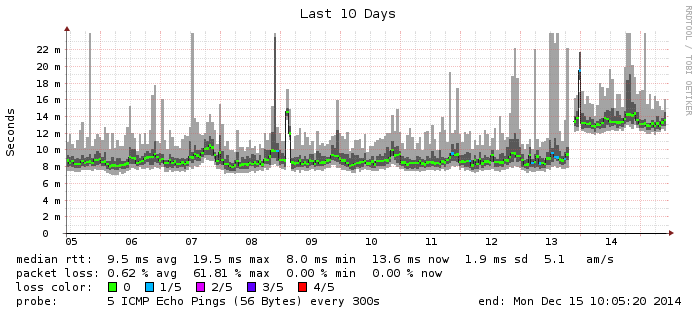 Last 10 Days
RRDTOOL / TOBI OETIKER
Seconds
22 m
20 m
18 m
16 m
14 m
12 m
10 m
8 m
6 m
4 m
2 m
0
05 06 07 08 09 10 11 12 13 14
median rtt: 9.5 ms avg 19.5 ms max 8.0 ms min 13.6 ms now 1.9 ms sd 5.1 am/s
packet loss: 0.62 % avg 61.81 % max 0.00 % min 0.00 % now
loss color: 0 1/5 2/5 3/5 4/5
probe: 5 ICMP Echo Pings (56 Bytes) every 300s end: Mon Dec 15 10:05:20 2014